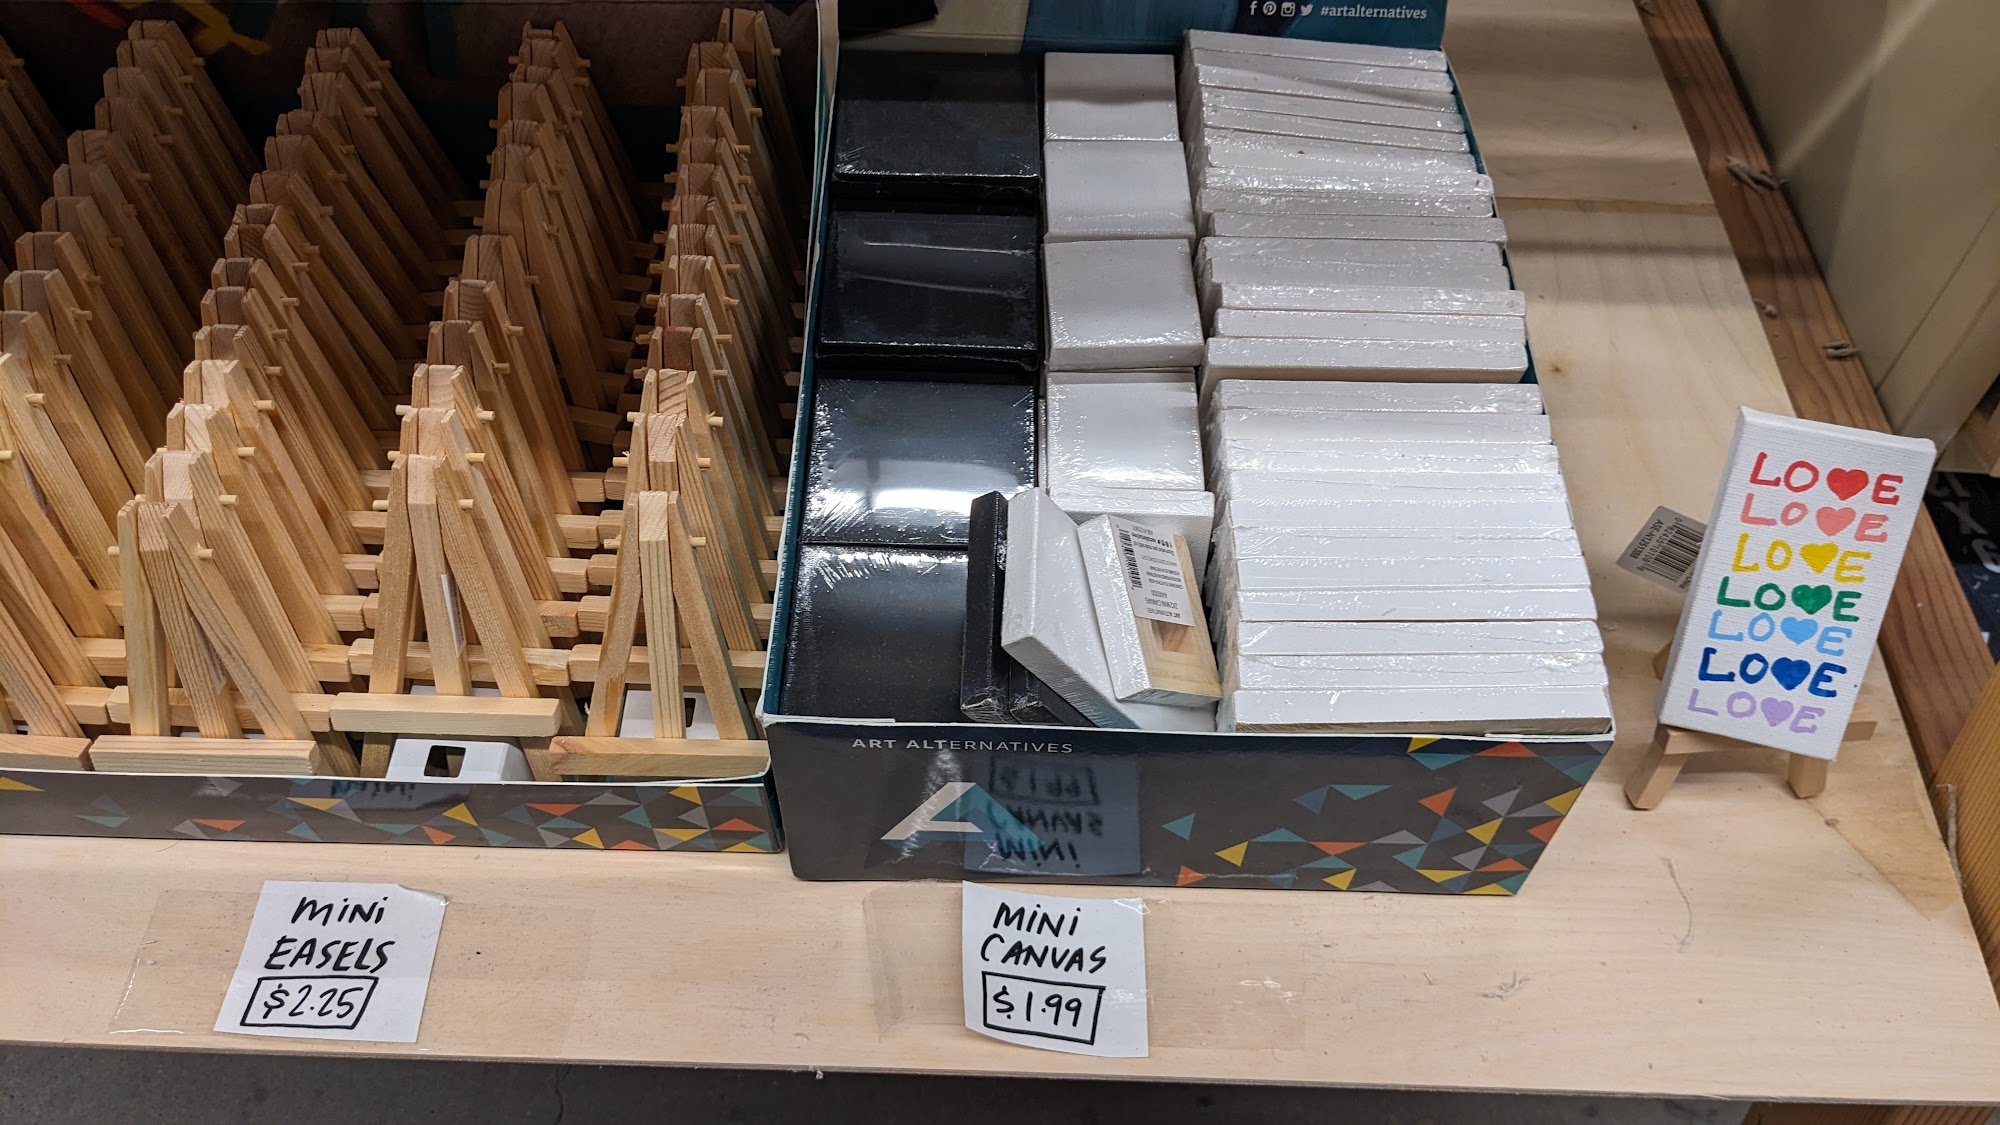 #artalternatives
LOVE
LOVE
LOVE
LOVE
LOVE
LOVE
LOVE
ART ALTERNATIVES
MiNi
EASELS
$2.25
MiNi
CANVAS
$1.99